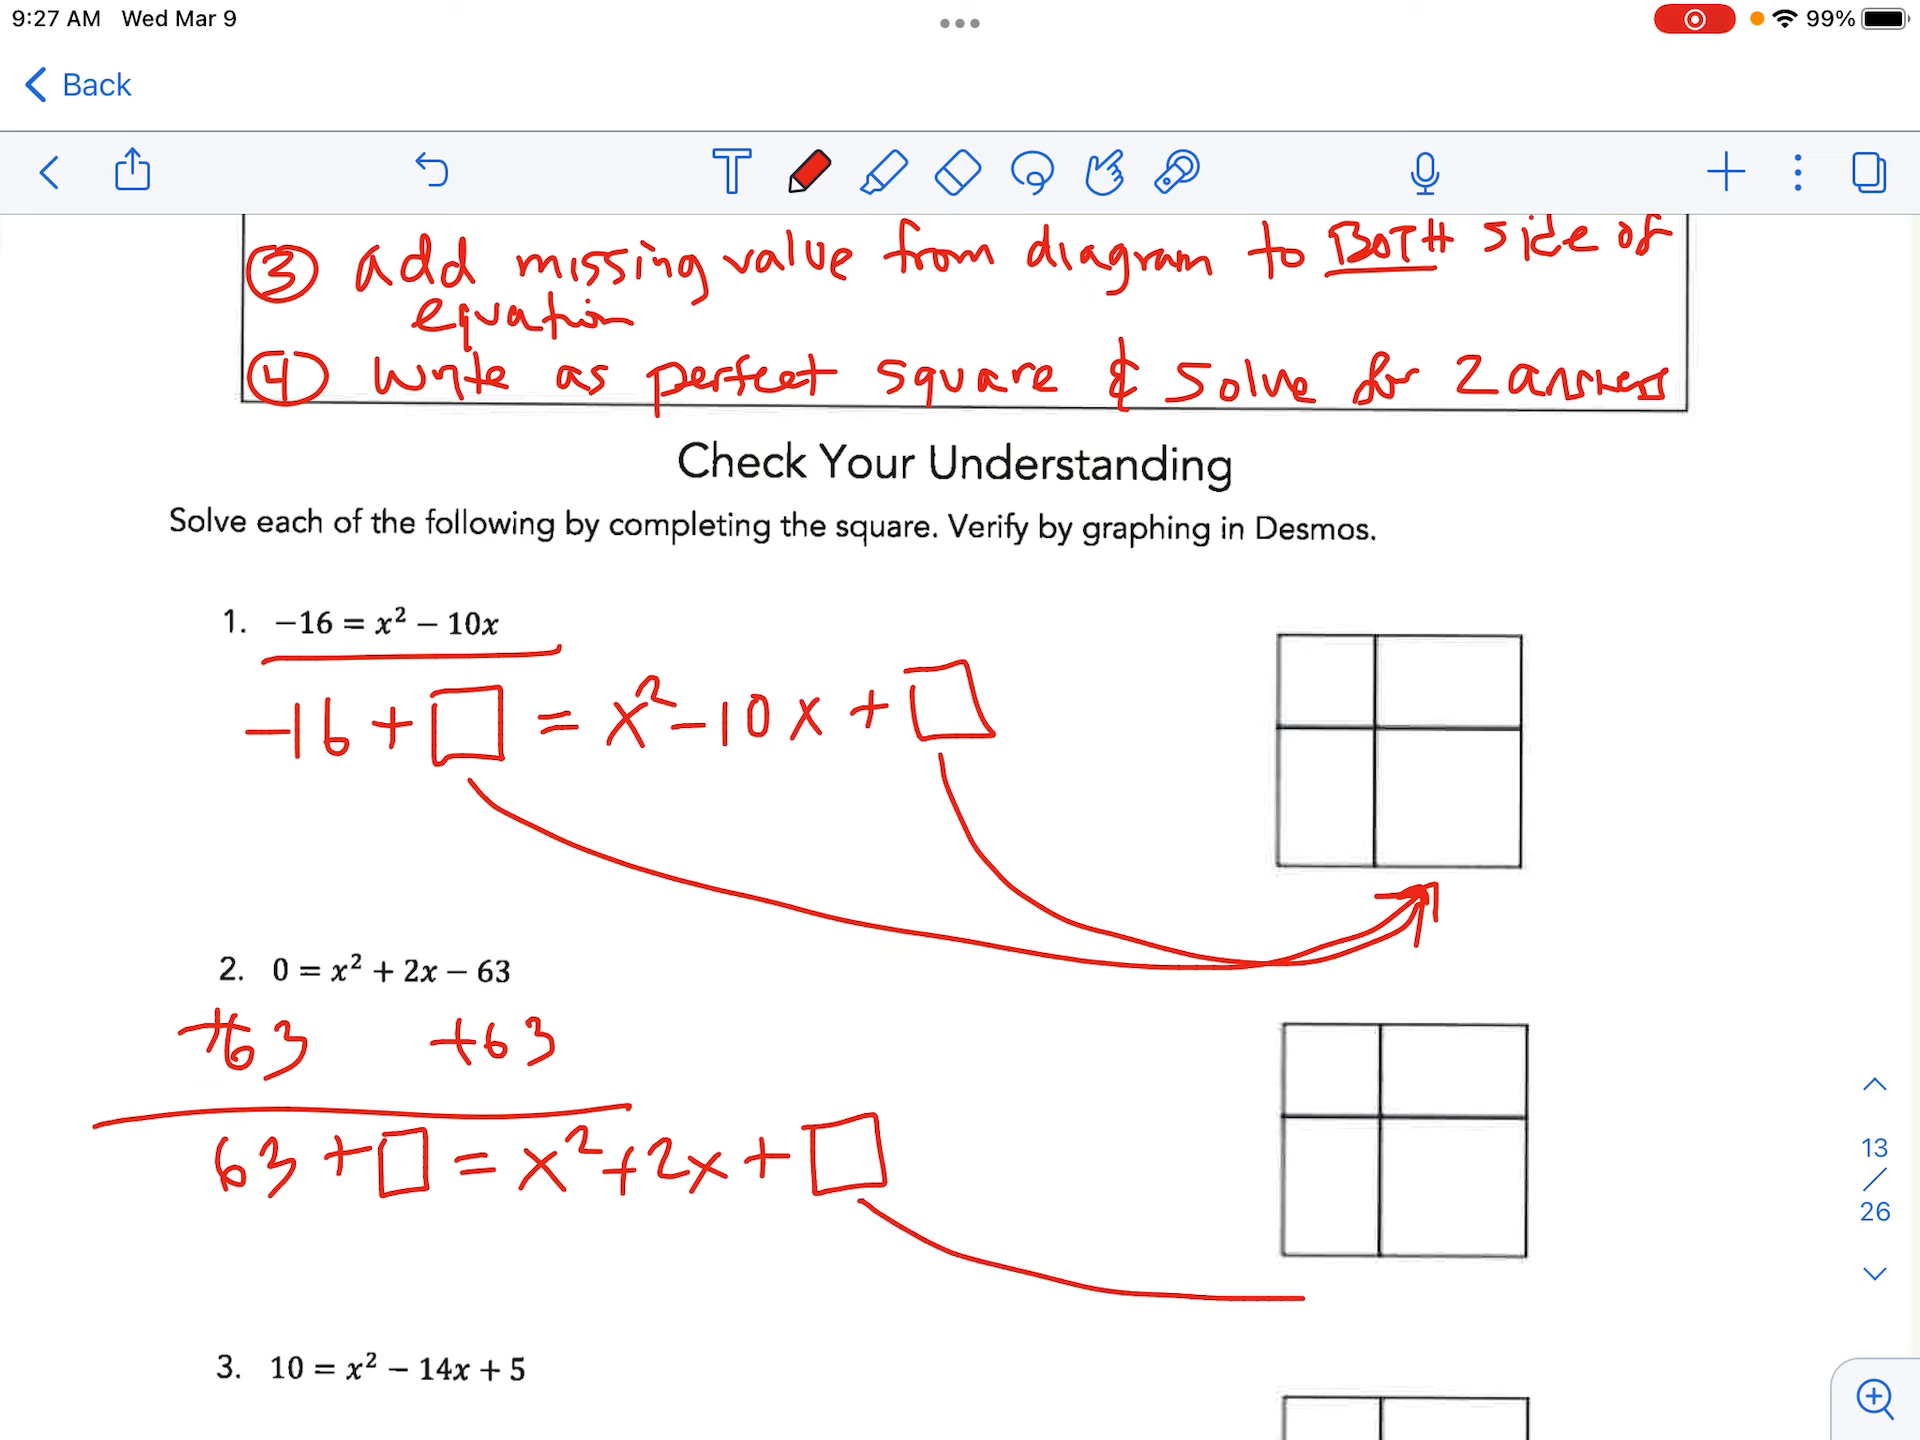 9:27 AM Wed Mar 9
99%
Back
③ add missing value from diagram to BOTH side of
equation
④ Write as perfect square & solve for 2 answers
Check Your Understanding
Solve each of the following by completing the square. Verify by graphing in Desmos.
1. −16 = x² − 10x
-16 + □ = x² - 10x + □
2. 0 = x² + 2x − 63
+63 +63
63 + □ = x² + 2x + □
3. 10 = x² − 14x + 5
13
/
26